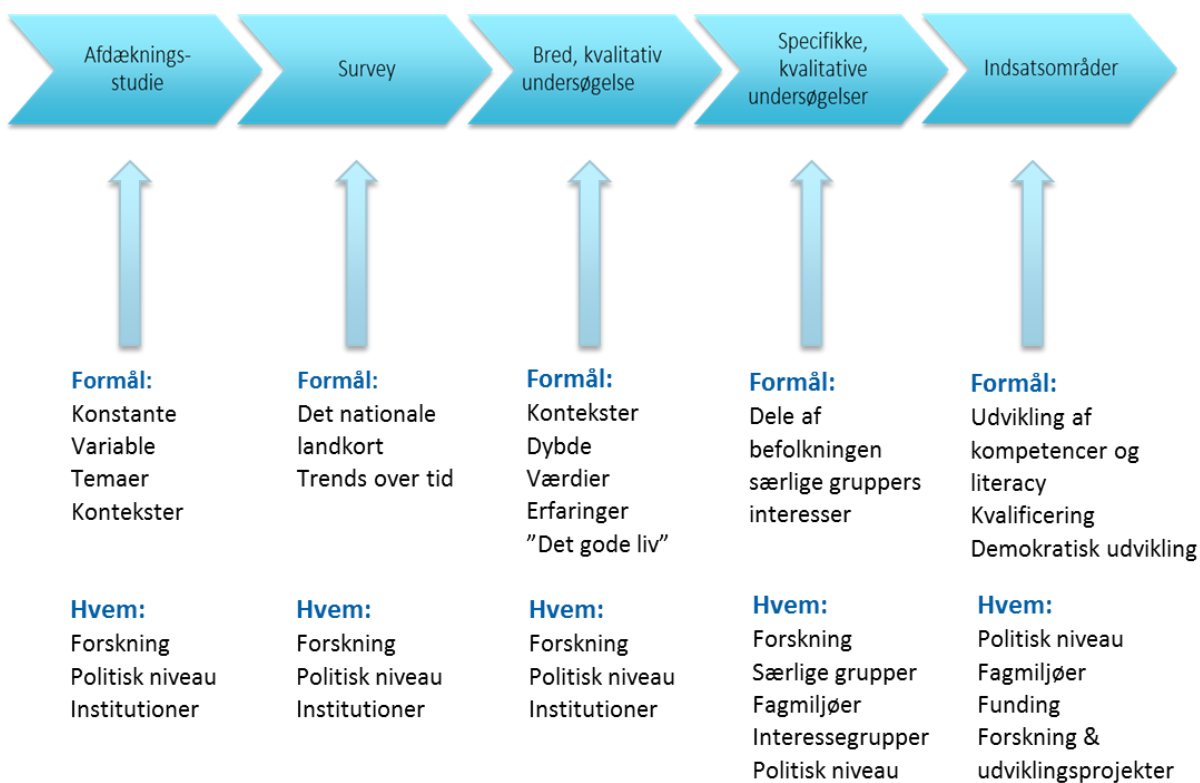 Afdæknings-
studie
Survey
Bred, kvalitativ
undersøgelse
Specifikke,
kvalitative
undersøgelser
Indsatsområder
Formål:
Konstante
Variable
Temaer
Kontekster
Formål:
Det nationale
landkort
Trends over tid
Formål:
Kontekster
Dybde
Værdier
Erfaringer
”Det gode liv”
Formål:
Dele af
befolkningen
særlige gruppers
interesser
Formål:
Udvikling af
kompetencer og
literacy
Kvalificering
Demokratisk udvikling
Hvem:
Forskning
Politisk niveau
Institutioner
Hvem:
Forskning
Politisk niveau
Institutioner
Hvem:
Forskning
Politisk niveau
Institutioner
Hvem:
Forskning
Særlige grupper
Fagmiljøer
Interessegrupper
Politisk niveau
Hvem:
Politisk niveau
Fagmiljøer
Funding
Forskning &
udviklingsprojekter